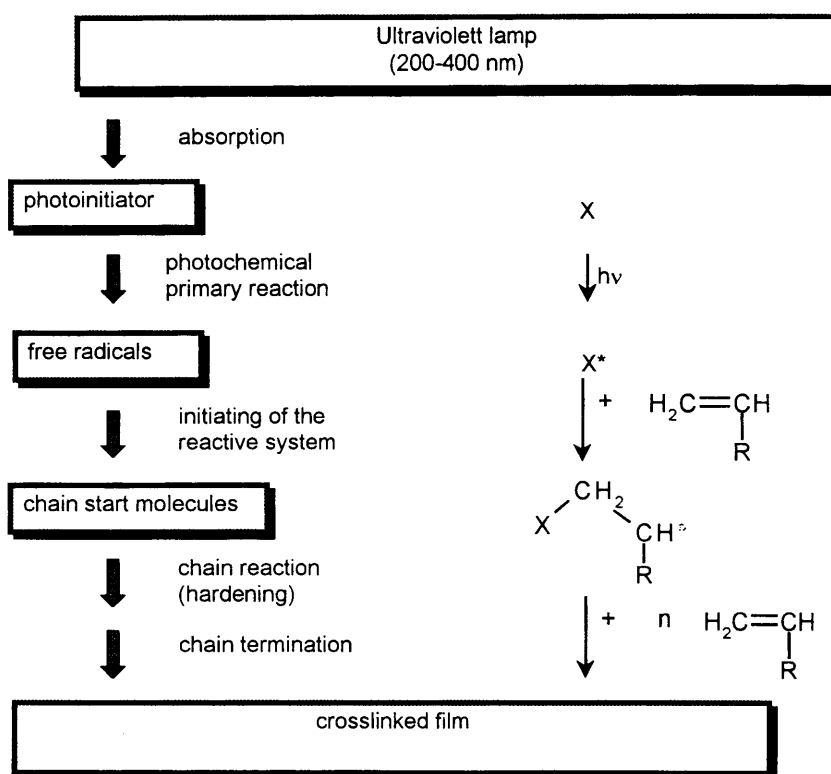 Ultraviolett lamp
(200-400 nm)
absorption
photoinitiator
X
photochemical
primary reaction
hν
free radicals
X*
initiating of the
reactive system
+ H2C=CH
R
chain start molecules
CH2
X
CH*
R
chain reaction
(hardening)
+ n H2C=CH
R
chain termination
crosslinked film